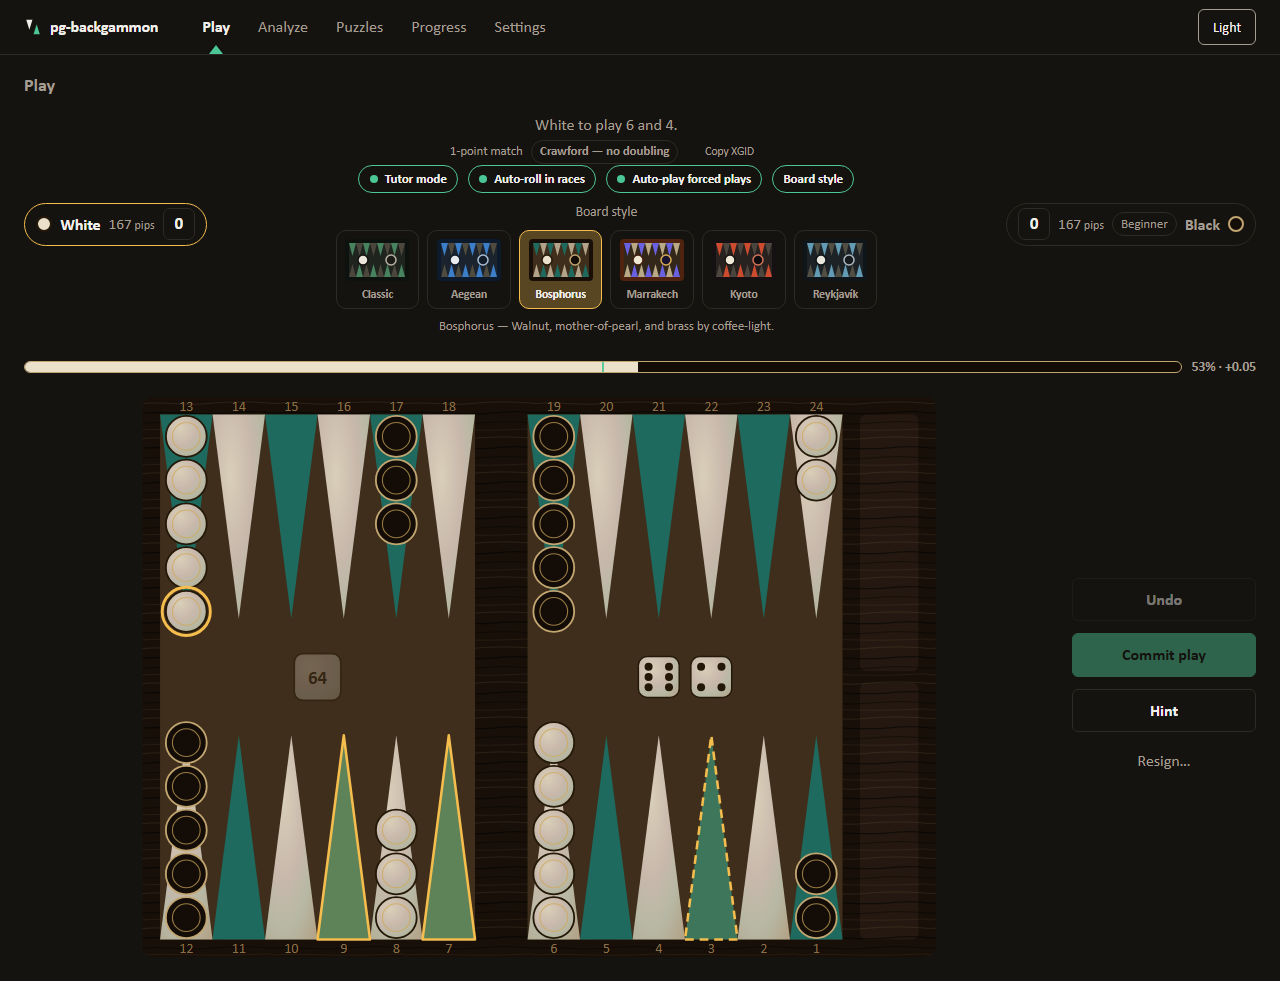 pg-backgammon
Play
Analyze
Puzzles
Progress
Settings
Light
Play
White to play 6 and 4.
1-point match
Crawford — no doubling
Copy XGID
Tutor mode
Auto-roll in races
Auto-play forced plays
Board style
White 167 pips 0
Board style
0 167 pips Beginner Black
Classic
Aegean
Bosphorus
Marrakech
Kyoto
Reykjavik
Bosphorus — Walnut, mother-of-pearl, and brass by coffee-light.
53% · +0.05
13 14 15 16 17 18 19 20 21 22 23 24
64
Undo
Commit play
Hint
Resign...
12 11 10 9 8 7 6 5 4 3 2 1